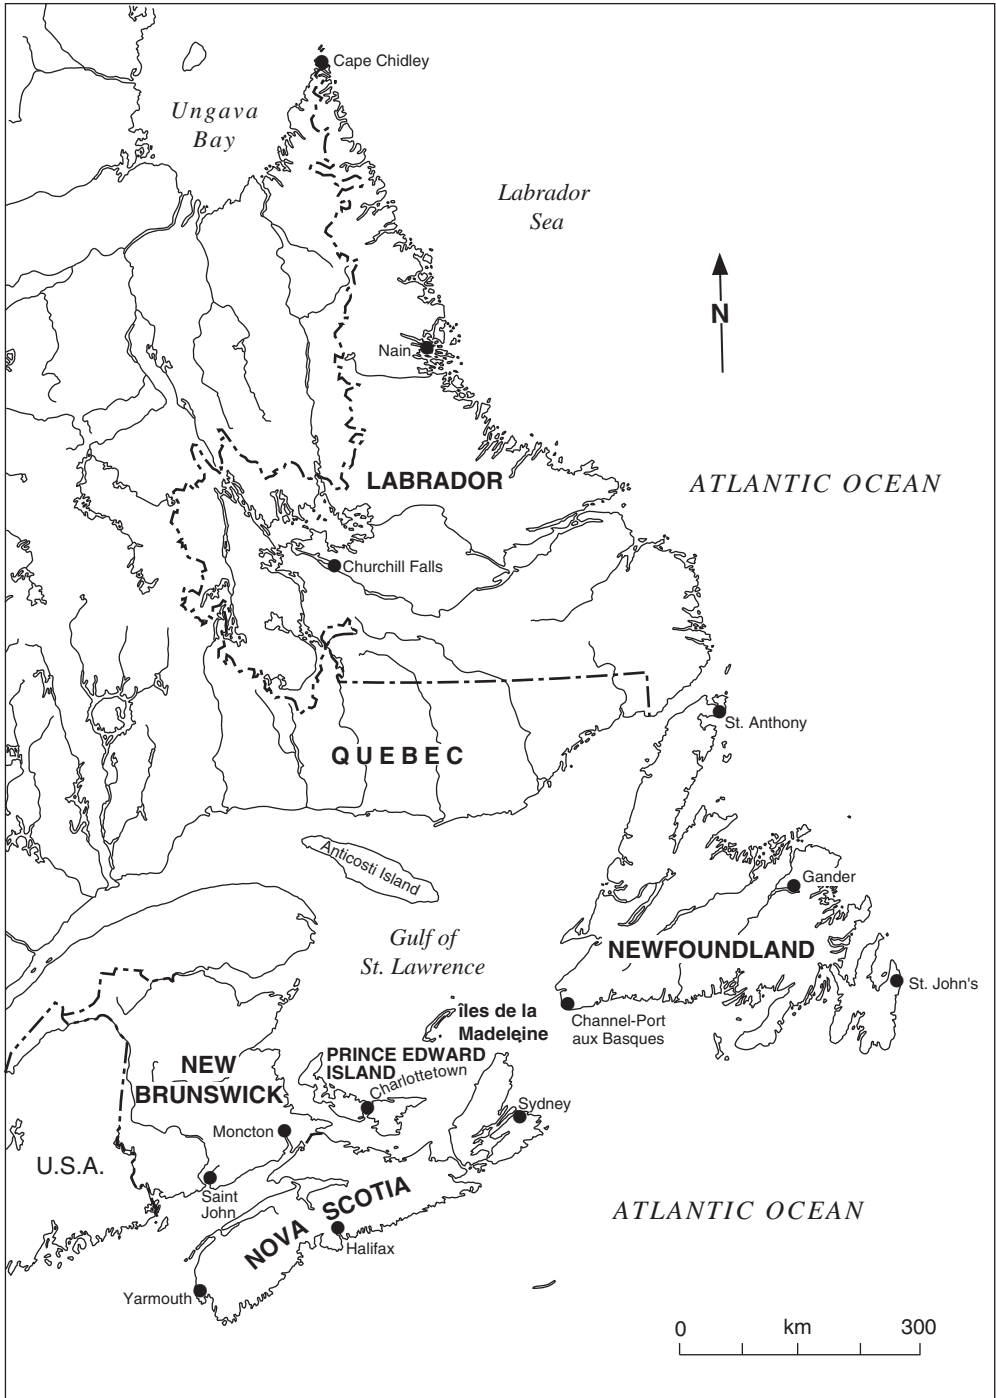 Cape Chidley
Ungava
Bay
Labrador
Sea
N
Nain
LABRADOR
ATLANTIC OCEAN
Churchill Falls
St. Anthony
QUEBEC
Anticosti Island
Gander
Gulf of
St. Lawrence
NEWFOUNDLAND
St. John's
Channel-Port
aux Basques
îles de la
Madeleine
PRINCE EDWARD
ISLAND
Charlottetown
NEW
BRUNSWICK
Sydney
Moncton
U.S.A.
Saint
John
NOVA SCOTIA
ATLANTIC OCEAN
Halifax
Yarmouth
0 km 300